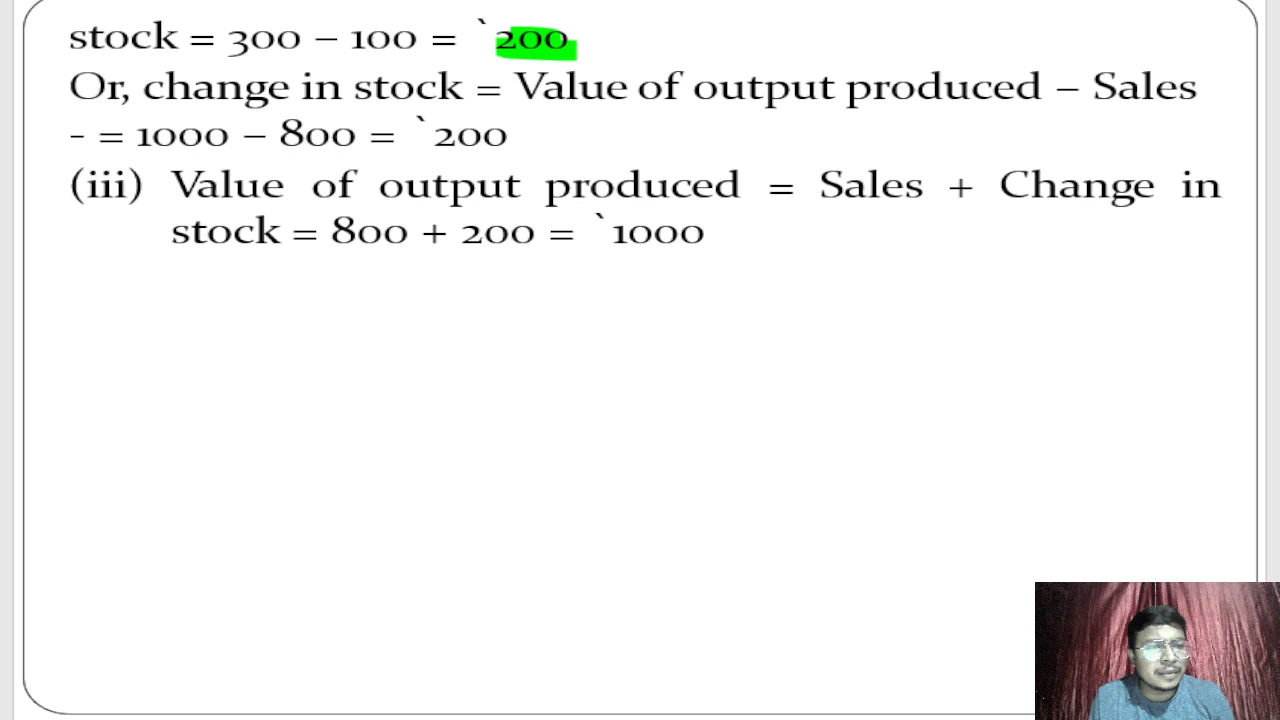 stock = 300 – 100 = `200
Or, change in stock = Value of output produced – Sales
- = 1000 – 800 = `200
(iii) Value of output produced = Sales + Change in
stock = 800 + 200 = `1000